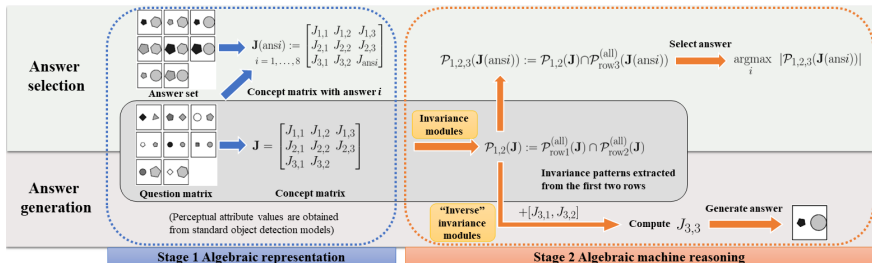 Answer
selection
Answer set
J(ansi) := [J1,1 J1,2 J1,3
J2,1 J2,2 J2,3
J3,1 J3,2 Jansi]
i = 1, . . . , 8
Concept matrix with answer i
P1,2,3(J(ansi)) := P1,2(J)∩P(all)row3(J(ansi))
Select answer
argmax |P1,2,3(J(ansi))|
i
Question matrix
J = [J1,1 J1,2 J1,3
J2,1 J2,2 J2,3
J3,1 J3,2]
Concept matrix
Invariance
modules
P1,2(J) := P(all)row1(J) ∩ P(all)row2(J)
Invariance patterns extracted
from the first two rows
Answer
generation
(Perceptual attribute values are obtained
from standard object detection models)
"Inverse"
invariance
modules
+[J3,1, J3,2]
Compute J3,3
Generate answer
Stage 1 Algebraic representation
Stage 2 Algebraic machine reasoning